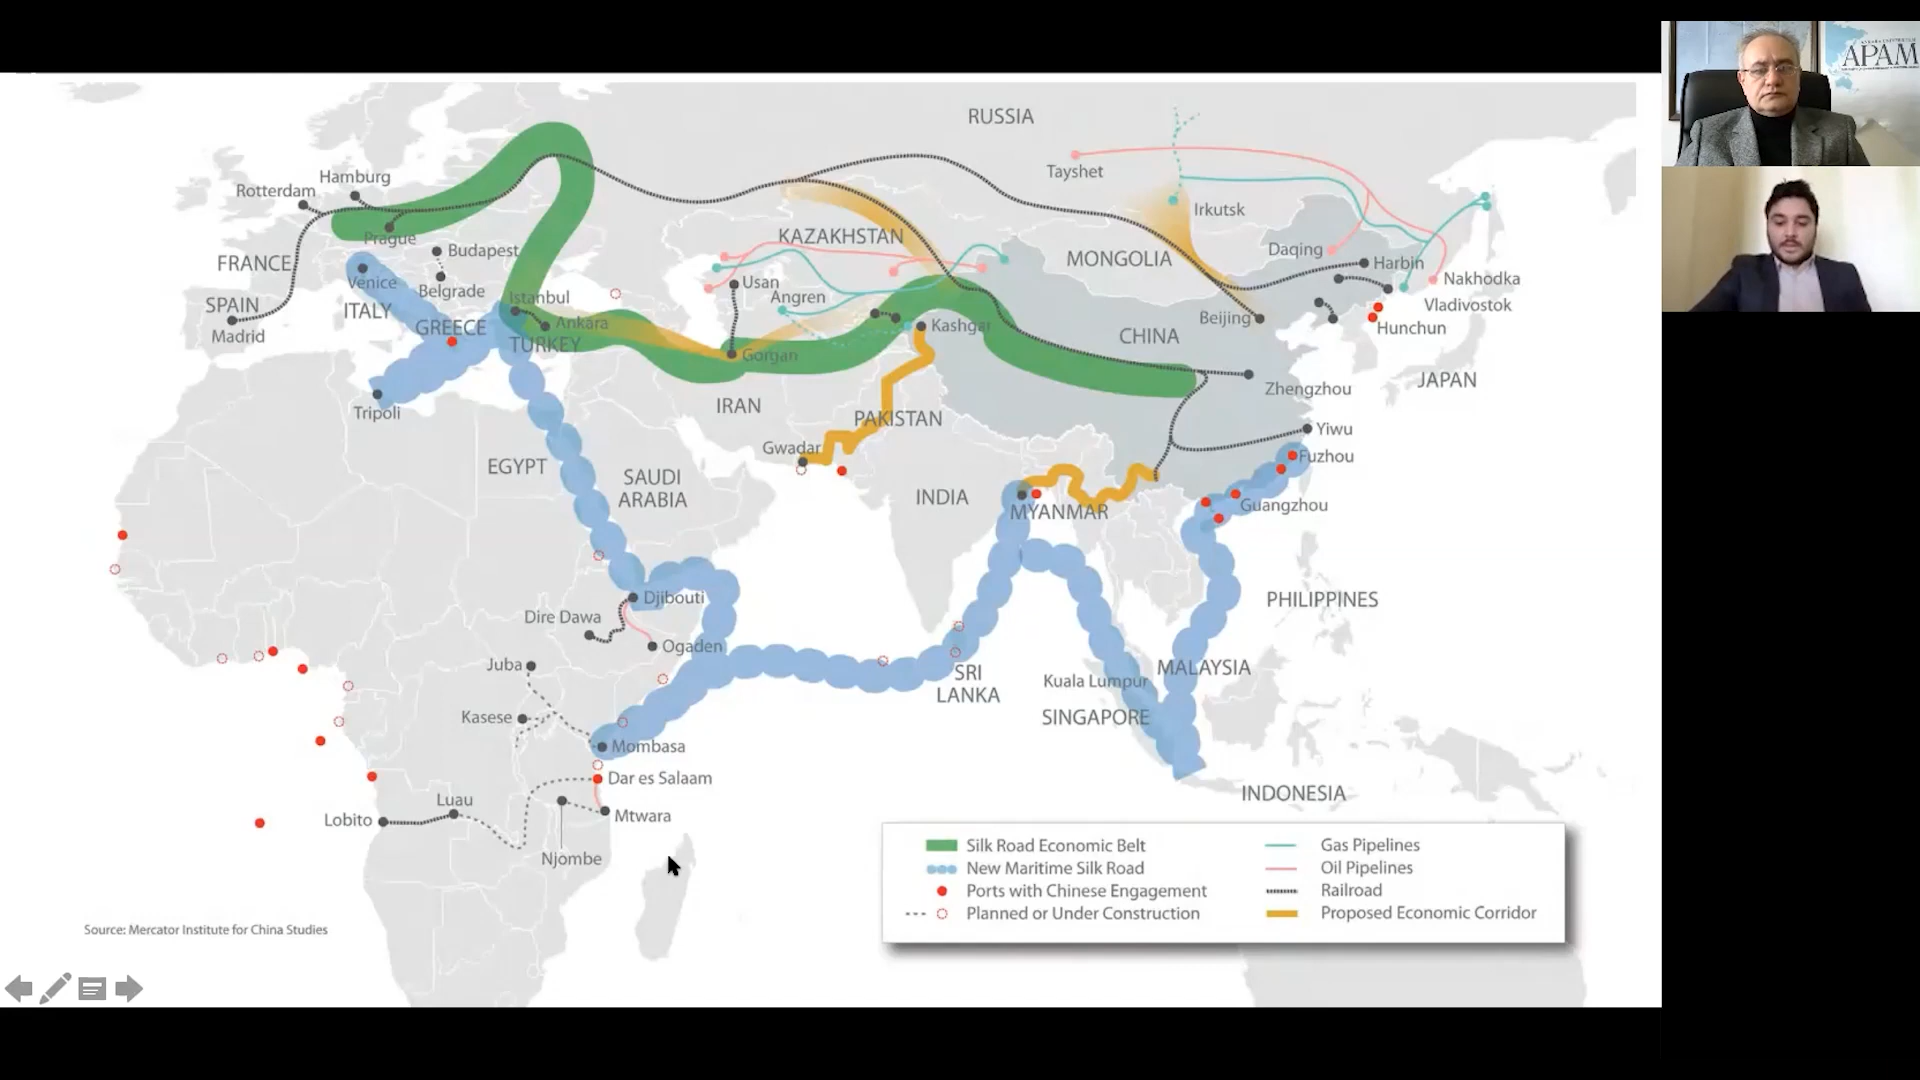 APAM
RUSSIA
Tayshet
Hamburg
Rotterdam
Irkutsk
Prague
KAZAKHSTAN
Budapest
MONGOLIA
Daqing
Harbin
FRANCE
Venice
Belgrade
Usan
Nakhodka
Angren
Istanbul
SPAIN
ITALY
Vladivostok
Madrid
GREECE
Ankara
Kashgar
Beijing
Hunchun
TURKEY
Gorgan
CHINA
JAPAN
Zhengzhou
Tripoli
IRAN
PAKISTAN
Yiwu
Gwadar
Fuzhou
EGYPT
SAUDI
ARABIA
INDIA
MYANMAR
Guangzhou
Djibouti
PHILIPPINES
Dire Dawa
Ogaden
Juba
SRI
LANKA
Kuala Lumpur
MALAYSIA
Kasese
SINGAPORE
Mombasa
Dar es Salaam
INDONESIA
Luau
Lobito
Mtwara
Njombe
Silk Road Economic Belt
New Maritime Silk Road
Ports with Chinese Engagement
Planned or Under Construction
Gas Pipelines
Oil Pipelines
Railroad
Proposed Economic Corridor
Source: Mercator Institute for China Studies